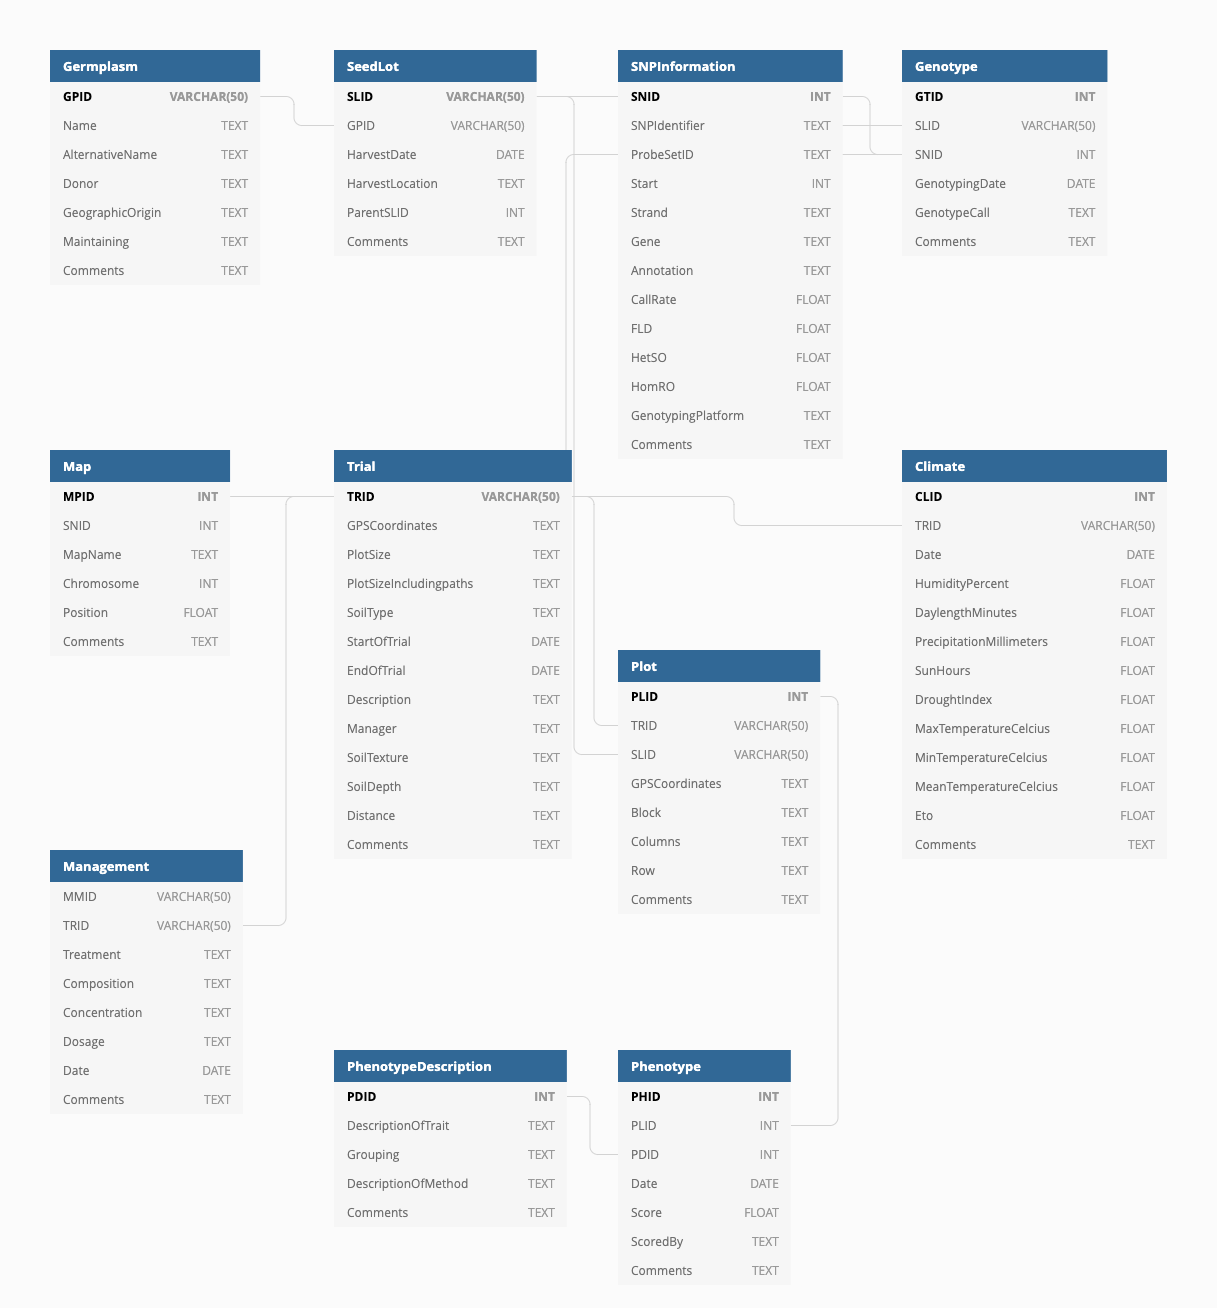 Germplasm
GPID VARCHAR(50)
Name TEXT
AlternativeName TEXT
Donor TEXT
GeographicOrigin TEXT
Maintaining TEXT
Comments TEXT
SeedLot
SLID VARCHAR(50)
GPID VARCHAR(50)
HarvestDate DATE
HarvestLocation TEXT
ParentSLID INT
Comments TEXT
SNPInformation
SNID INT
SNPIdentifier TEXT
ProbeSetID TEXT
Start INT
Strand TEXT
Gene TEXT
Annotation TEXT
CallRate FLOAT
FLD FLOAT
HetSO FLOAT
HomRO FLOAT
GenotypingPlatform TEXT
Comments TEXT
Genotype
GTID INT
SLID VARCHAR(50)
SNID INT
GenotypingDate DATE
GenotypeCall TEXT
Comments TEXT
Map
MPID INT
SNID INT
MapName TEXT
Chromosome INT
Position FLOAT
Comments TEXT
Trial
TRID VARCHAR(50)
GPSCoordinates TEXT
PlotSize TEXT
PlotSizeIncludingpaths TEXT
SoilType TEXT
StartOfTrial DATE
EndOfTrial DATE
Description TEXT
Manager TEXT
SoilTexture TEXT
SoilDepth TEXT
Distance TEXT
Comments TEXT
Climate
CLID INT
TRID VARCHAR(50)
Date DATE
HumidityPercent FLOAT
DaylengthMinutes FLOAT
PrecipitationMillimeters FLOAT
SunHours FLOAT
DroughtIndex FLOAT
MaxTemperatureCelcius FLOAT
MinTemperatureCelcius FLOAT
MeanTemperatureCelcius FLOAT
Eto FLOAT
Comments TEXT
Plot
PLID INT
TRID VARCHAR(50)
SLID VARCHAR(50)
GPSCoordinates TEXT
Block TEXT
Columns TEXT
Row TEXT
Comments TEXT
Management
MMID VARCHAR(50)
TRID VARCHAR(50)
Treatment TEXT
Composition TEXT
Concentration TEXT
Dosage TEXT
Date DATE
Comments TEXT
PhenotypeDescription
PDID INT
DescriptionOfTrait TEXT
Grouping TEXT
DescriptionOfMethod TEXT
Comments TEXT
Phenotype
PHID INT
PLID INT
PDID INT
Date DATE
Score FLOAT
ScoredBy TEXT
Comments TEXT